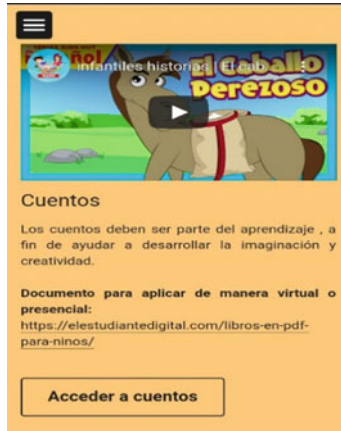 infantiles historias | El cab...
El caballo
Perezoso
Cuentos
Los cuentos deben ser parte del aprendizaje , a
fin de ayudar a desarrollar la imaginación y
creatividad.
Documento para aplicar de manera virtual o
presencial:
https://elestudiantedigital.com/libros-en-pdf-
para-ninos/
Acceder a cuentos